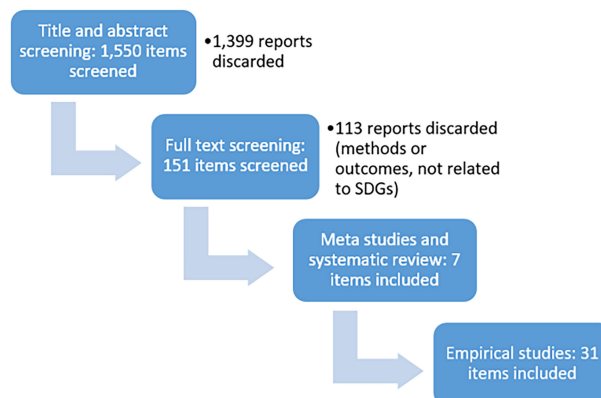 Title and abstract
screening: 1,550 items
screened
•1,399 reports
discarded
Full text screening:
151 items screened
•113 reports discarded
(methods or
outcomes, not related
to SDGs)
Meta studies and
systematic review: 7
items included
Empirical studies: 31
items included